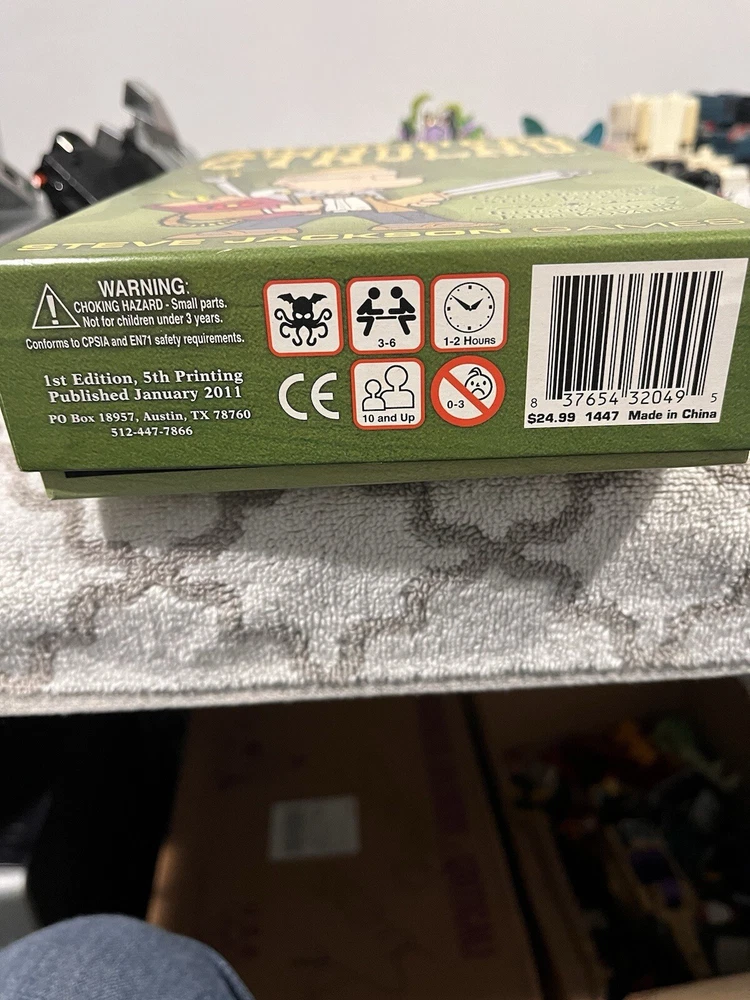 CTHULHU
STEVE JACKSON GAMES
WARNING:
CHOKING HAZARD - Small parts.
Not for children under 3 years.
Conforms to CPSIA and EN71 safety requirements.
1st Edition, 5th Printing
Published January 2011
PO Box 18957, Austin, TX 78760
512-447-7866
3-6
1-2 HOURS
CE
10 and Up
0-3
8 37654 32049 5
$24.99 1447 Made in China